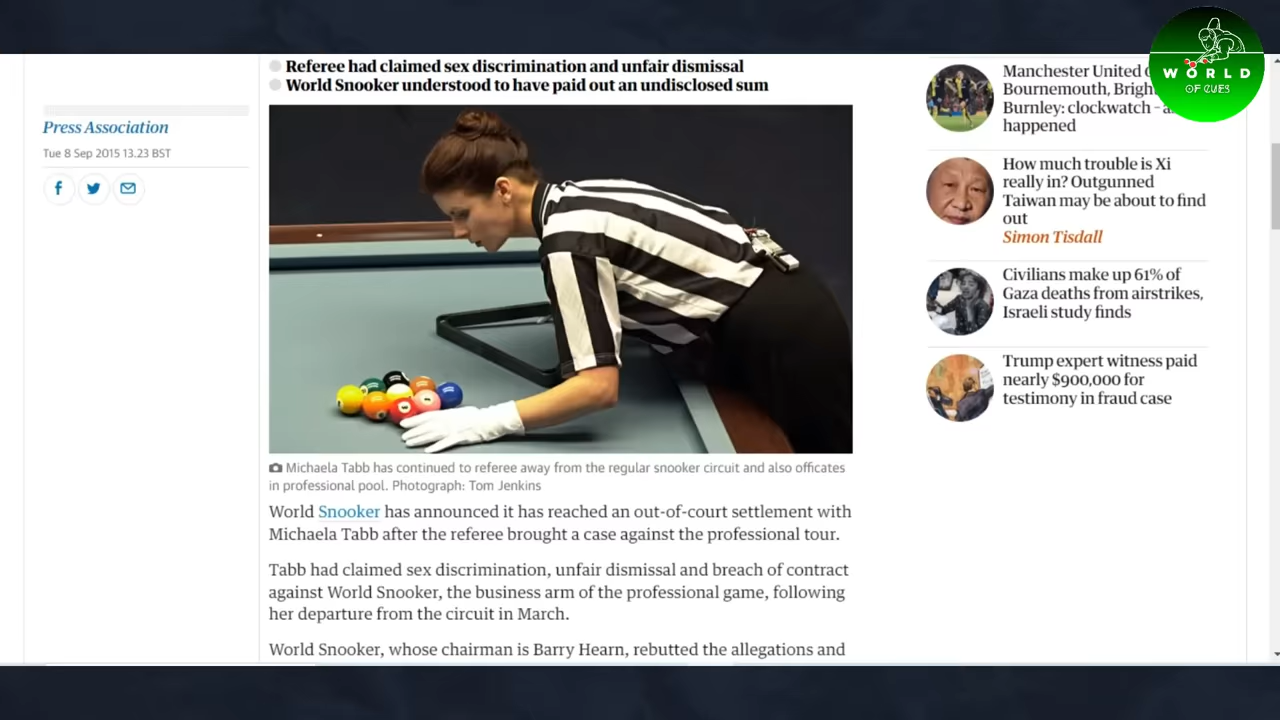 Referee had claimed sex discrimination and unfair dismissal
World Snooker understood to have paid out an undisclosed sum
Press Association
Tue 8 Sep 2015 13.23 BST
Michaela Tabb has continued to referee away from the regular snooker circuit and also officates
in professional pool. Photograph: Tom Jenkins
World Snooker has announced it has reached an out-of-court settlement with
Michaela Tabb after the referee brought a case against the professional tour.
Tabb had claimed sex discrimination, unfair dismissal and breach of contract
against World Snooker, the business arm of the professional game, following
her departure from the circuit in March.
World Snooker, whose chairman is Barry Hearn, rebutted the allegations and
Manchester United
Bournemouth,
Burnley: clockwatch –
happened
How much trouble is Xi
really in? Outgunned
Taiwan may be about to find
out
Simon Tisdall
Civilians make up 61% of
Gaza deaths from airstrikes,
Israeli study finds
Trump expert witness paid
nearly $900,000 for
testimony in fraud case
WORLD
OF CUES